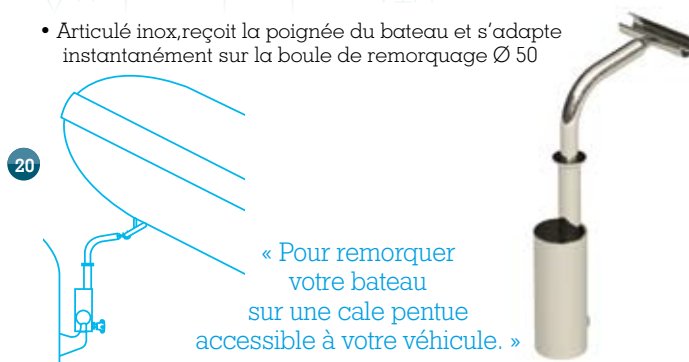 • Articulé inox,reçoit la poignée du bateau et s’adapte
instantanément sur la boule de remorquage Ø 50
20
« Pour remorquer
votre bateau
sur une cale pentue
accessible à votre véhicule. »